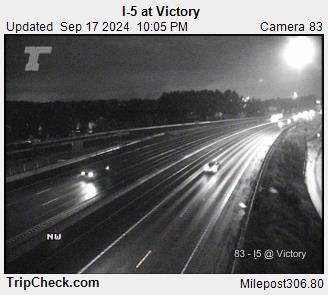 I-5 at Victory
Updated  Sep 17 2024  10:05 PM
Camera 83
T
NW
83 - I5 @ Victory
TripCheck.com
Milepost306.80